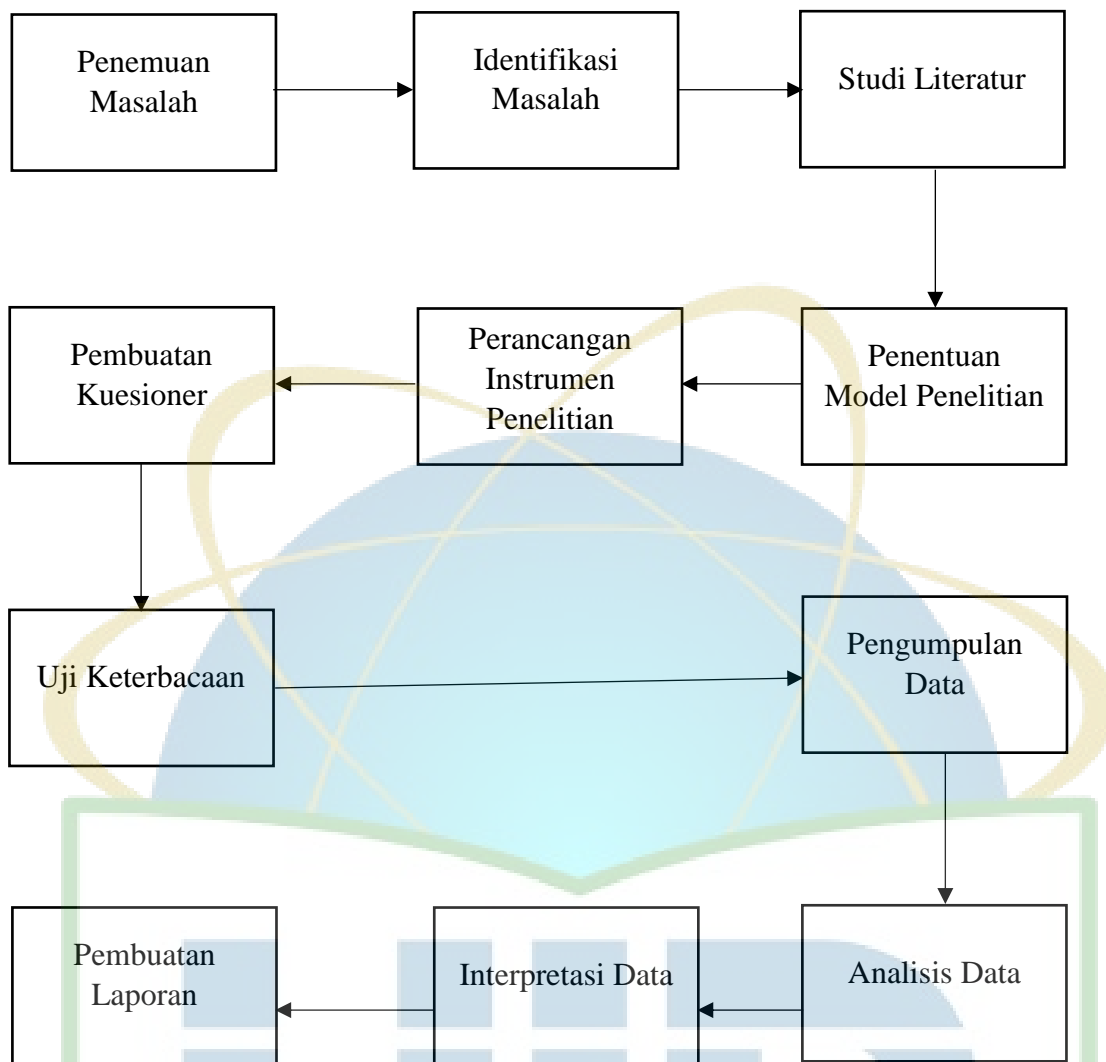 Penemuan
Masalah
Identifikasi
Masalah
Studi Literatur
Penentuan
Model Penelitian
Perancangan
Instrumen
Penelitian
Pembuatan
Kuesioner
Uji Keterbacaan
Pengumpulan
Data
Analisis Data
Interpretasi Data
Pembuatan
Laporan